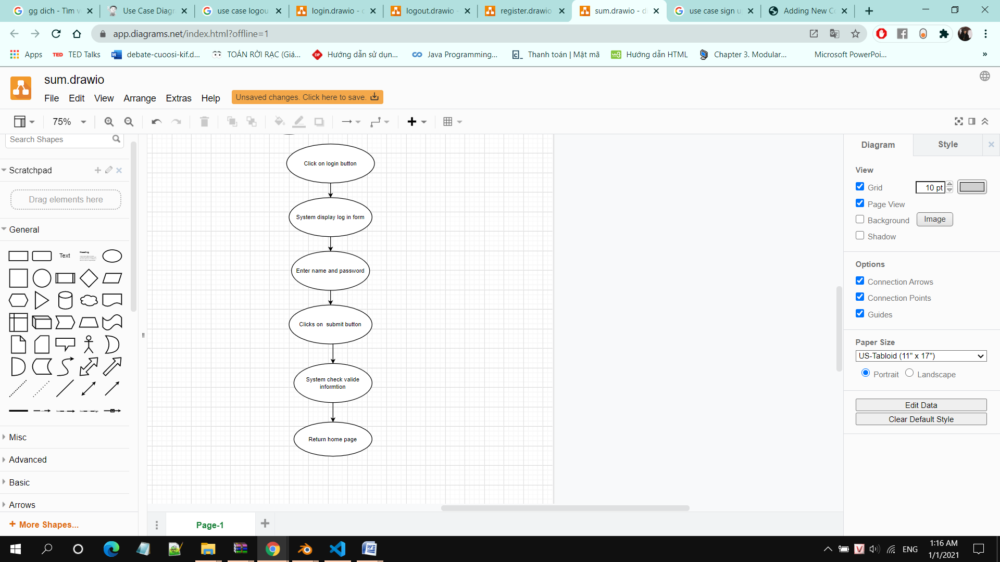 gg dich - Tìm v
Use Case Diagr
use case logou
login.drawio -
logout.drawio -
register.drawio
sum.drawio - d
use case sign u
Adding New C
app.diagrams.net/index.html?offline=1
Apps
TED TED Talks
debate-cuoosi-kif.d...
TOÁN RỜI RẠC (Giá...
Hướng dẫn sử dụn...
Java Programming...
Thanh toán | Mật mã
Hướng dẫn HTML
Chapter 3. Modular...
Microsoft PowerPoi...
»
sum.drawio
File Edit View Arrange Extras Help
Unsaved changes. Click here to save.
75%
Search Shapes
Scratchpad
Drag elements here
General
Text
Heading
Misc
Advanced
Basic
Arrows
+ More Shapes...
Click on login button
System display log in form
Enter name and password
Clicks on  submit button
System check valide
informtion
Return home page
Page-1
Diagram
Style
View
Grid
10 pt
Page View
Background
Image
Shadow
Options
Connection Arrows
Connection Points
Guides
Paper Size
US-Tabloid (11" x 17")
Portrait
Landscape
Edit Data
Clear Default Style
ENG
1:16 AM
1/1/2021